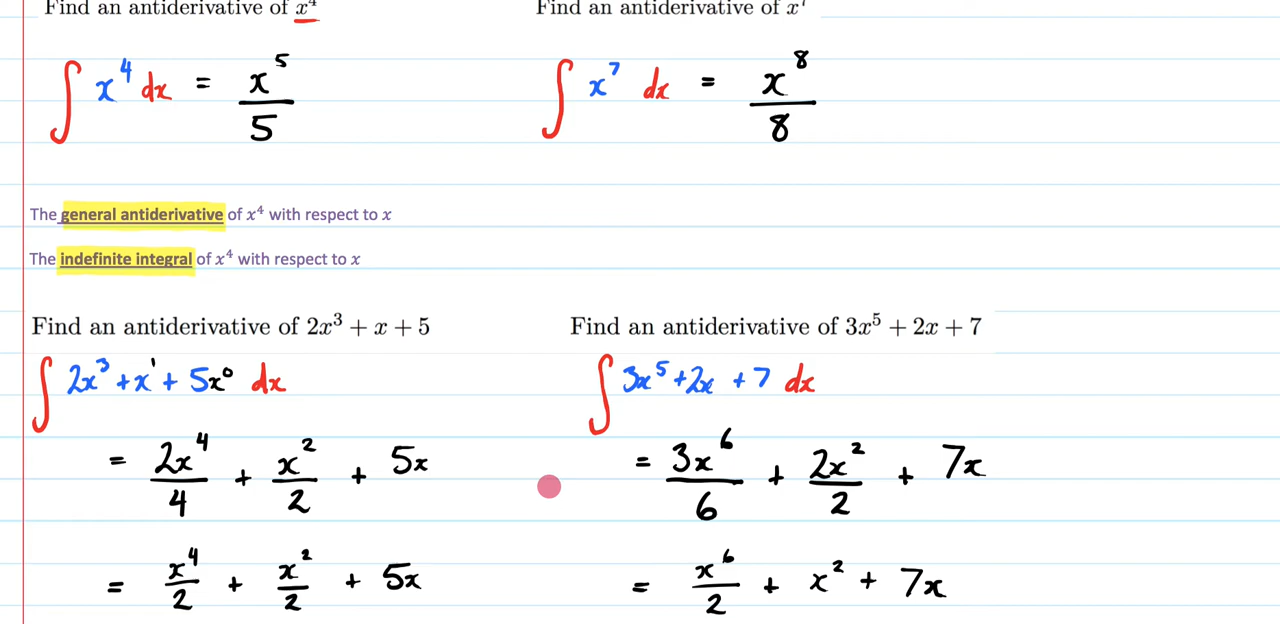 Find an antiderivative of x⁴
Find an antiderivative of x⁷
∫ x⁴ dx = x⁵/5
∫ x⁷ dx = x⁸/8
The general antiderivative of x⁴ with respect to x
The indefinite integral of x⁴ with respect to x
Find an antiderivative of 2x³ + x + 5
∫ 2x³ + x¹ + 5x⁰ dx
= 2x⁴/4 + x²/2 + 5x
= x⁴/2 + x²/2 + 5x
Find an antiderivative of 3x⁵ + 2x + 7
∫ 3x⁵ + 2x + 7 dx
= 3x⁶/6 + 2x²/2 + 7x
= x⁶/2 + x² + 7x